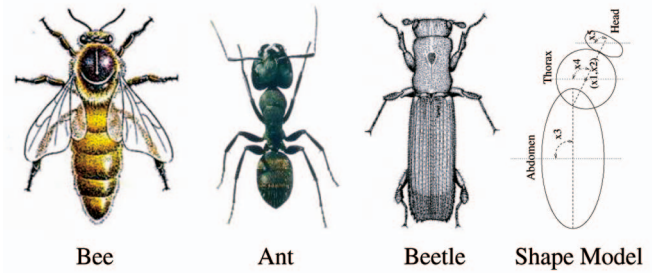 Head
x5
Thorax
x4
(x1,x2)
Abdomen
x3
Bee
Ant
Beetle
Shape Model